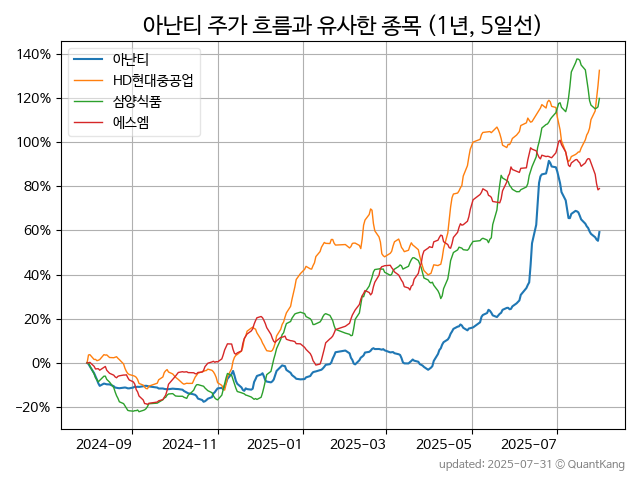 아난티 주가 흐름과 유사한 종목 (1년, 5일선)
140%
120%
100%
80%
60%
40%
20%
0%
−20%
아난티
HD현대중공업
삼양식품
에스엠
2024-09
2024-11
2025-01
2025-03
2025-05
2025-07
updated: 2025-07-31 © QuantKang